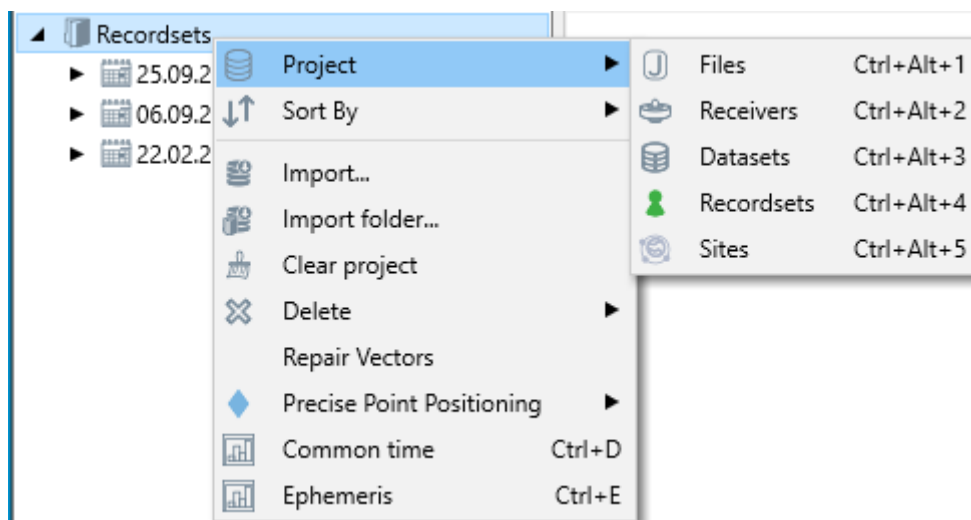 Recordsets
25.09.2
06.09.2
22.02.2
Project
Sort By
Import...
Import folder...
Clear project
Delete
Repair Vectors
Precise Point Positioning
Common time Ctrl+D
Ephemeris Ctrl+E
Files Ctrl+Alt+1
Receivers Ctrl+Alt+2
Datasets Ctrl+Alt+3
Recordsets Ctrl+Alt+4
Sites Ctrl+Alt+5